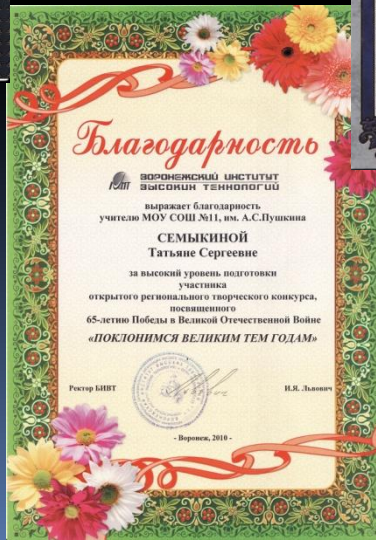 Благодарность
ВОРОНЕЖСКИЙ ИНСТИТУТ
ВЫСОКИХ ТЕХНОЛОГИЙ
выражает благодарность
учителю МОУ СОШ №11, им. А.С.Пушкина
СЕМЫКИНОЙ
Татьяне Сергеевне
за высокий уровень подготовки
участника
открытого регионального творческого конкурса,
посвященного
65-летию Победы в Великой Отечественной Войне
«ПОКЛОНИМСЯ ВЕЛИКИМ ТЕМ ГОДАМ»
Ректор ВИВТ
И.Я. Львович
- Воронеж, 2010 -